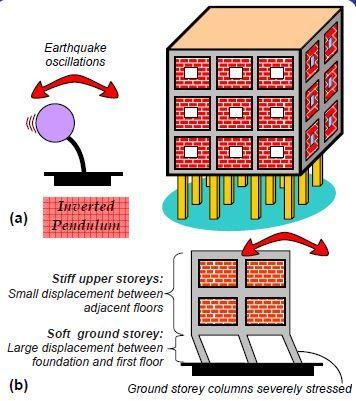 Earthquake
oscillations
(a)
Inverted
Pendulum
Stiff upper storeys:
Small displacement between
adjacent floors
Soft ground storey:
Large displacement between
foundation and first floor
(b)
Ground storey columns severely stressed